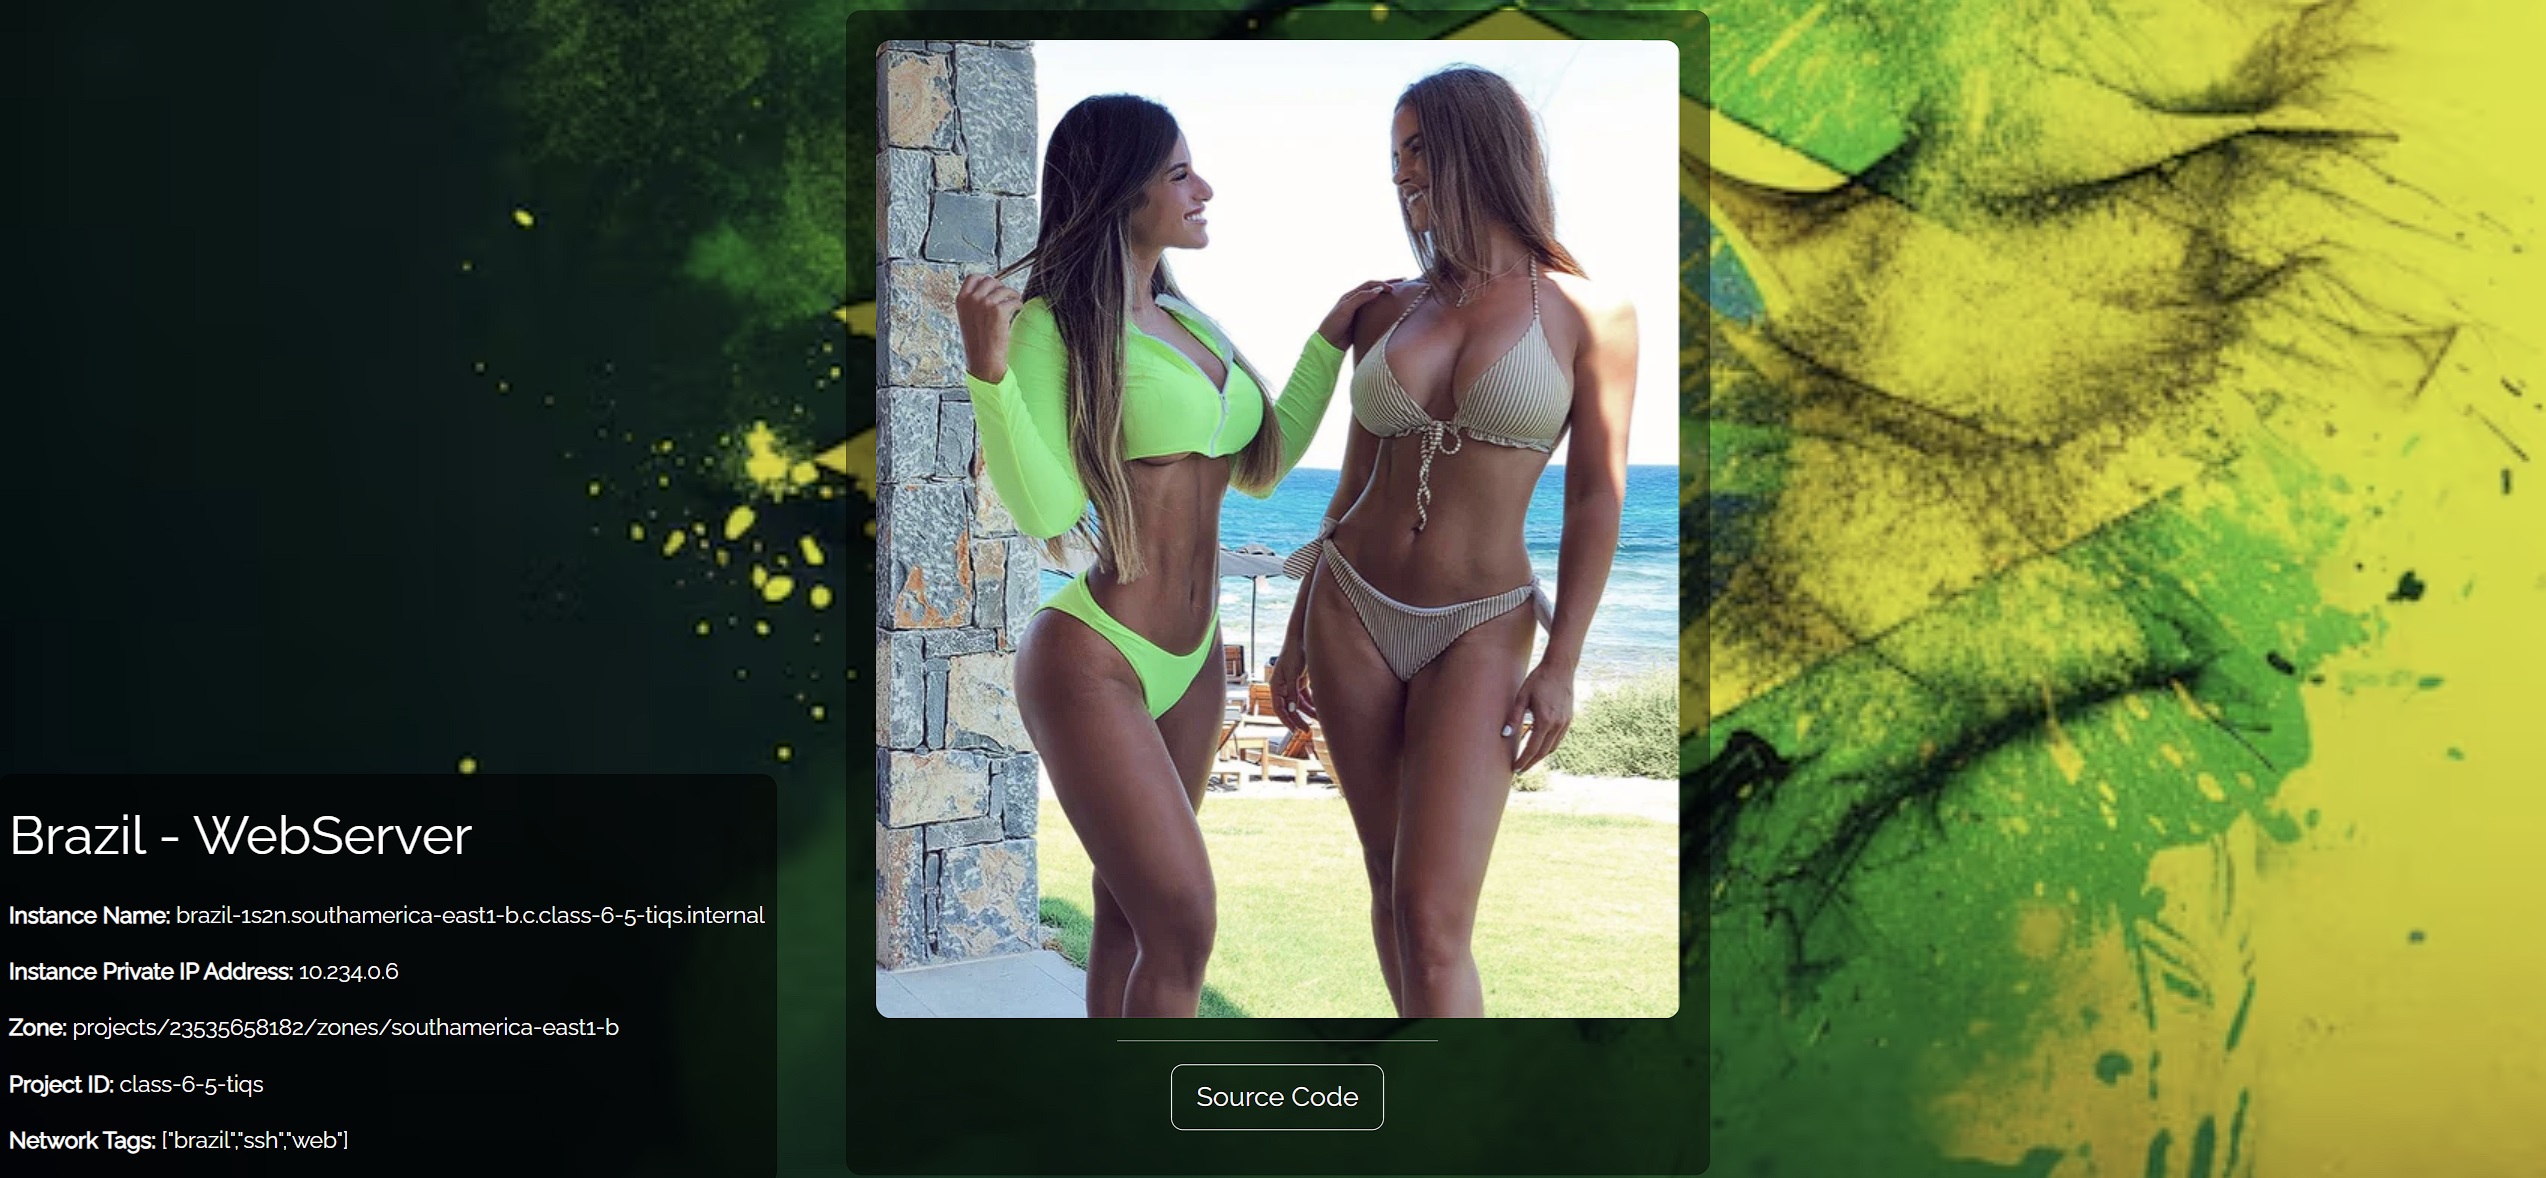 Brazil - WebServer
Instance Name: brazil-1s2n.southamerica-east1-b.c.class-6-5-tiqs.internal
Instance Private IP Address: 10.234.0.6
Zone: projects/23535658182/zones/southamerica-east1-b
Project ID: class-6-5-tiqs
Network Tags: ["brazil","ssh","web"]
Source Code